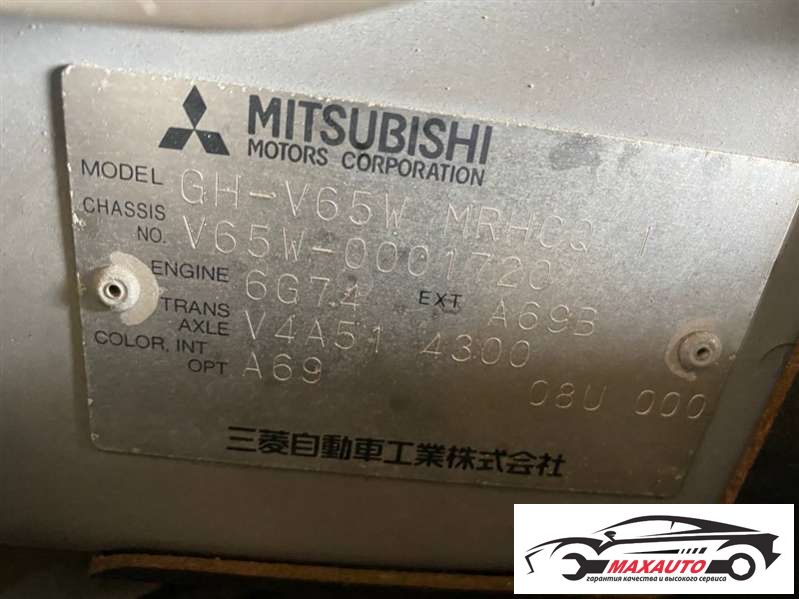 MITSUBISHI
MOTORS CORPORATION
MODEL GH-V65W MRHCQ 1
CHASSIS NO. V65W-0001720
ENGINE 6G74 EXT A69B
TRANS AXLE V4A51 4300
COLOR, INT OPT A69 08U 000
三菱自動車工業株式会社
MAXAUTO
гарантия качества и высокого сервиса